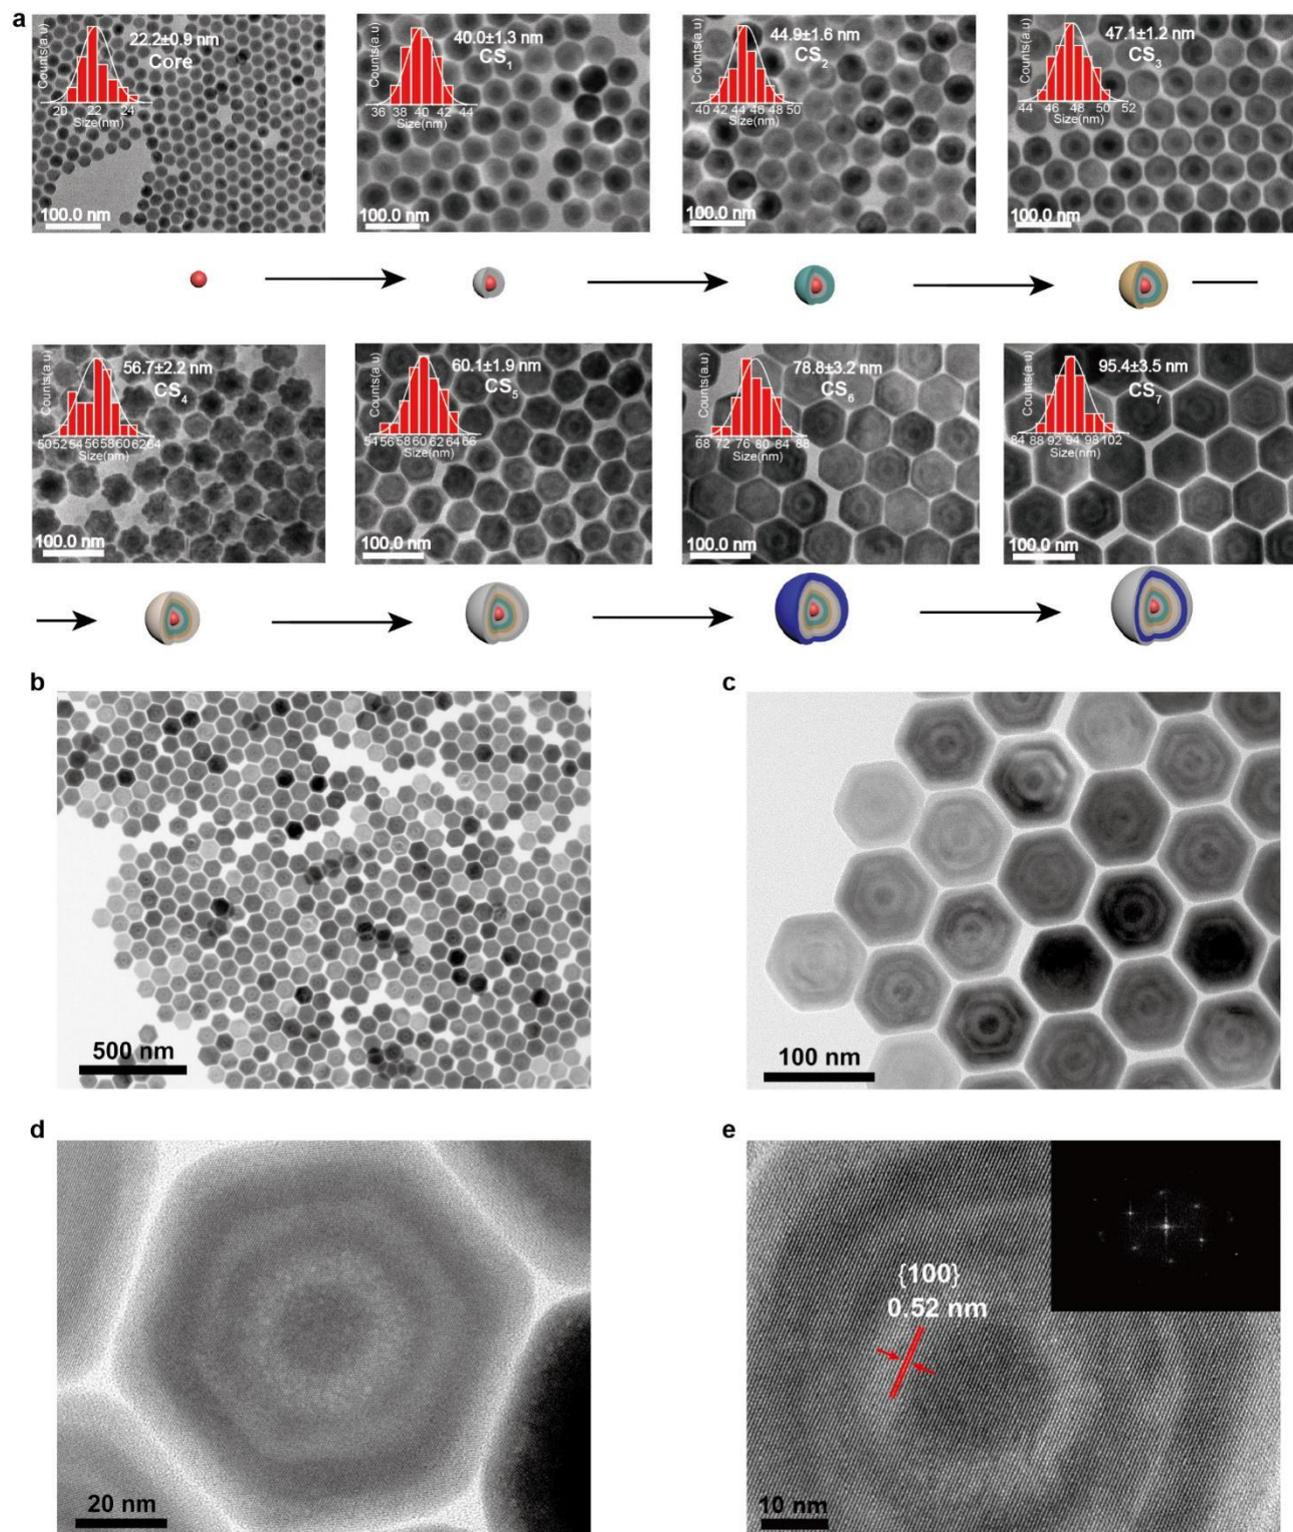 a
Counts(a.u)
22.2±0.9 nm
Core
20 22 24
Size(nm)
100.0 nm
Counts(a.u)
40.0±1.3 nm
CS1
36 38 40 42 44
Size(nm)
100.0 nm
Counts(a.u)
44.9±1.6 nm
CS2
40 42 44 46 48 50
Size(nm)
100.0 nm
Counts(a.u)
47.1±1.2 nm
CS3
44 46 48 50 52
Size(nm)
100.0 nm
Counts(a.u)
56.7±2.2 nm
CS4
50 52 54 56 58 60 62 64
Size(nm)
100.0 nm
Counts(a.u)
60.1±1.9 nm
CS5
54 56 58 60 62 64 66
Size(nm)
100.0 nm
Counts(a.u)
78.8±3.2 nm
CS6
68 72 76 80 84 88
Size(nm)
100.0 nm
Counts(a.u)
95.4±3.5 nm
CS7
84 88 92 94 98 102
Size(nm)
100.0 nm
b
500 nm
c
100 nm
d
20 nm
e
{100}
0.52 nm
10 nm